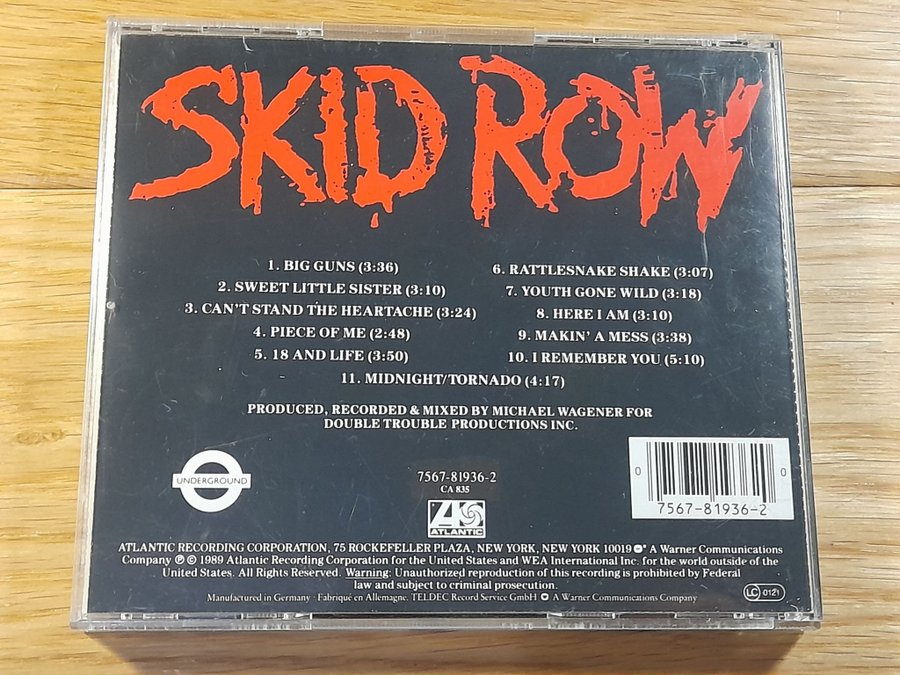 SKID ROW
1. BIG GUNS (3:36)
2. SWEET LITTLE SISTER (3:10)
3. CAN'T STAND THE HEARTACHE (3:24)
4. PIECE OF ME (2:48)
5. 18 AND LIFE (3:50)
6. RATTLESNAKE SHAKE (3:07)
7. YOUTH GONE WILD (3:18)
8. HERE I AM (3:10)
9. MAKIN' A MESS (3:38)
10. I REMEMBER YOU (5:10)
11. MIDNIGHT/TORNADO (4:17)
PRODUCED, RECORDED & MIXED BY MICHAEL WAGENER FOR
DOUBLE TROUBLE PRODUCTIONS INC.
UNDERGROUND
7567-81936-2
CA 835
ATLANTIC
0 0
7567-81936-2
ATLANTIC RECORDING CORPORATION, 75 ROCKEFELLER PLAZA, NEW YORK, NEW YORK 10019 A Warner Communications
Company ℗ © 1989 Atlantic Recording Corporation for the United States and WEA International Inc. for the world outside of the
United States. All Rights Reserved. Warning: Unauthorized reproduction of this recording is prohibited by Federal
law and subject to criminal prosecution.
Manufactured in Germany · Fabriqué en Allemagne, TELDEC Record Service GmbH A Warner Communications Company
LC 0121